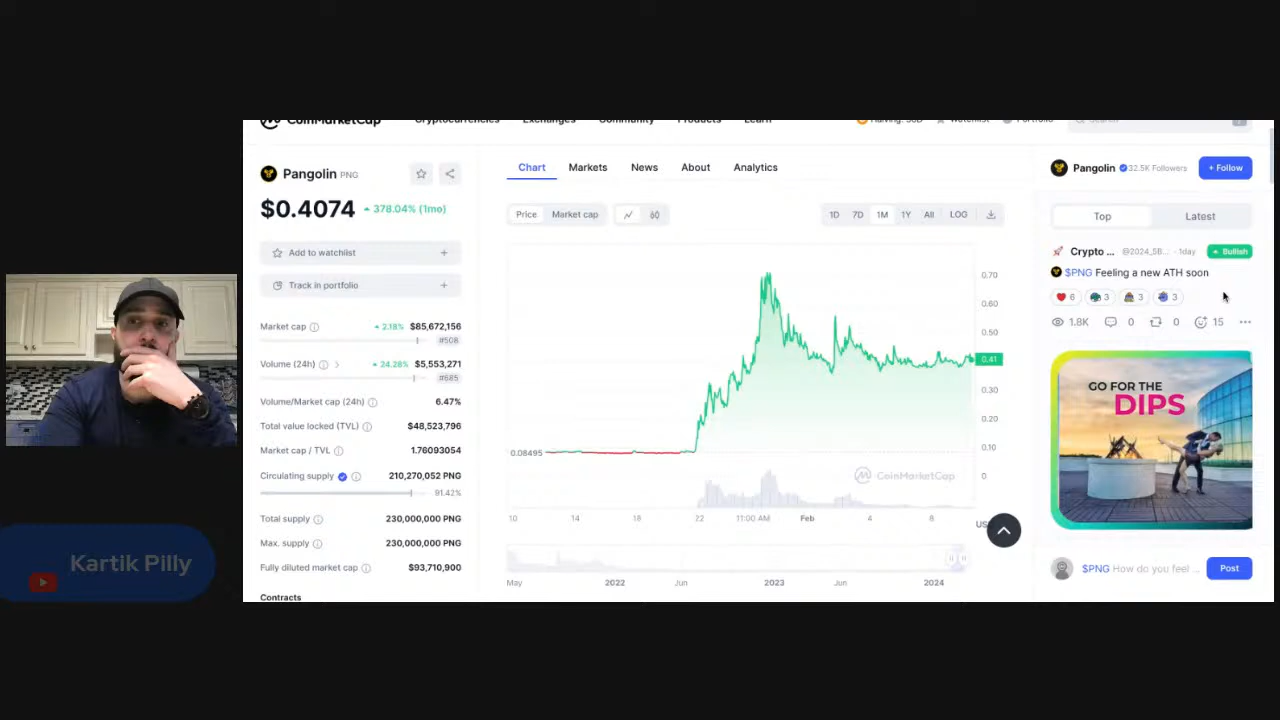 CoinMarketCap Cryptocurrencies Exchanges Community Products Learn
Pangolin PNG
$0.4074 378.04% (1mo)
Add to watchlist +
Track in portfolio +
Market cap 2.18% $85,672,156
#508
Volume (24h) 24.28% $5,553,271
#685
Volume/Market cap (24h) 6.47%
Total value locked (TVL) $48,523,796
Market cap / TVL 1.76093054
Circulating supply 210,270,052 PNG
91.42%
Total supply 230,000,000 PNG
Max. supply 230,000,000 PNG
Fully diluted market cap $93,710,900
Contracts
Chart Markets News About Analytics
Price Market cap
1D 7D 1M 1Y All LOG
0.70
0.60
0.50
0.41
0.30
0.20
0.10
0
0.08495
CoinMarketCap
10 14 18 22 11:00 AM Feb 4 8
May 2022 Jun 2023 Jun 2024
Pangolin 32.5K Followers + Follow
Top Latest
Crypto ... @2024_5B... · 1day Bullish
$PNG Feeling a new ATH soon
6 3 3 3
1.8K 0 0 15
GO FOR THE
DIPS
$PNG How do you feel ... Post
Kartik Pilly